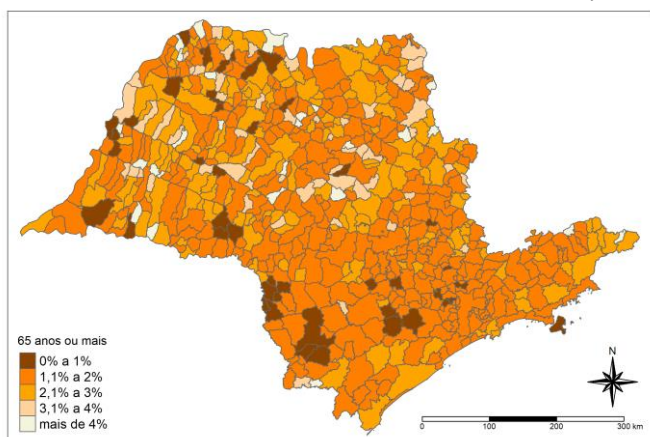 65 anos ou mais
0% a 1%
1,1% a 2%
2,1% a 3%
3,1% a 4%
mais de 4%
N
0 100 200 300 km